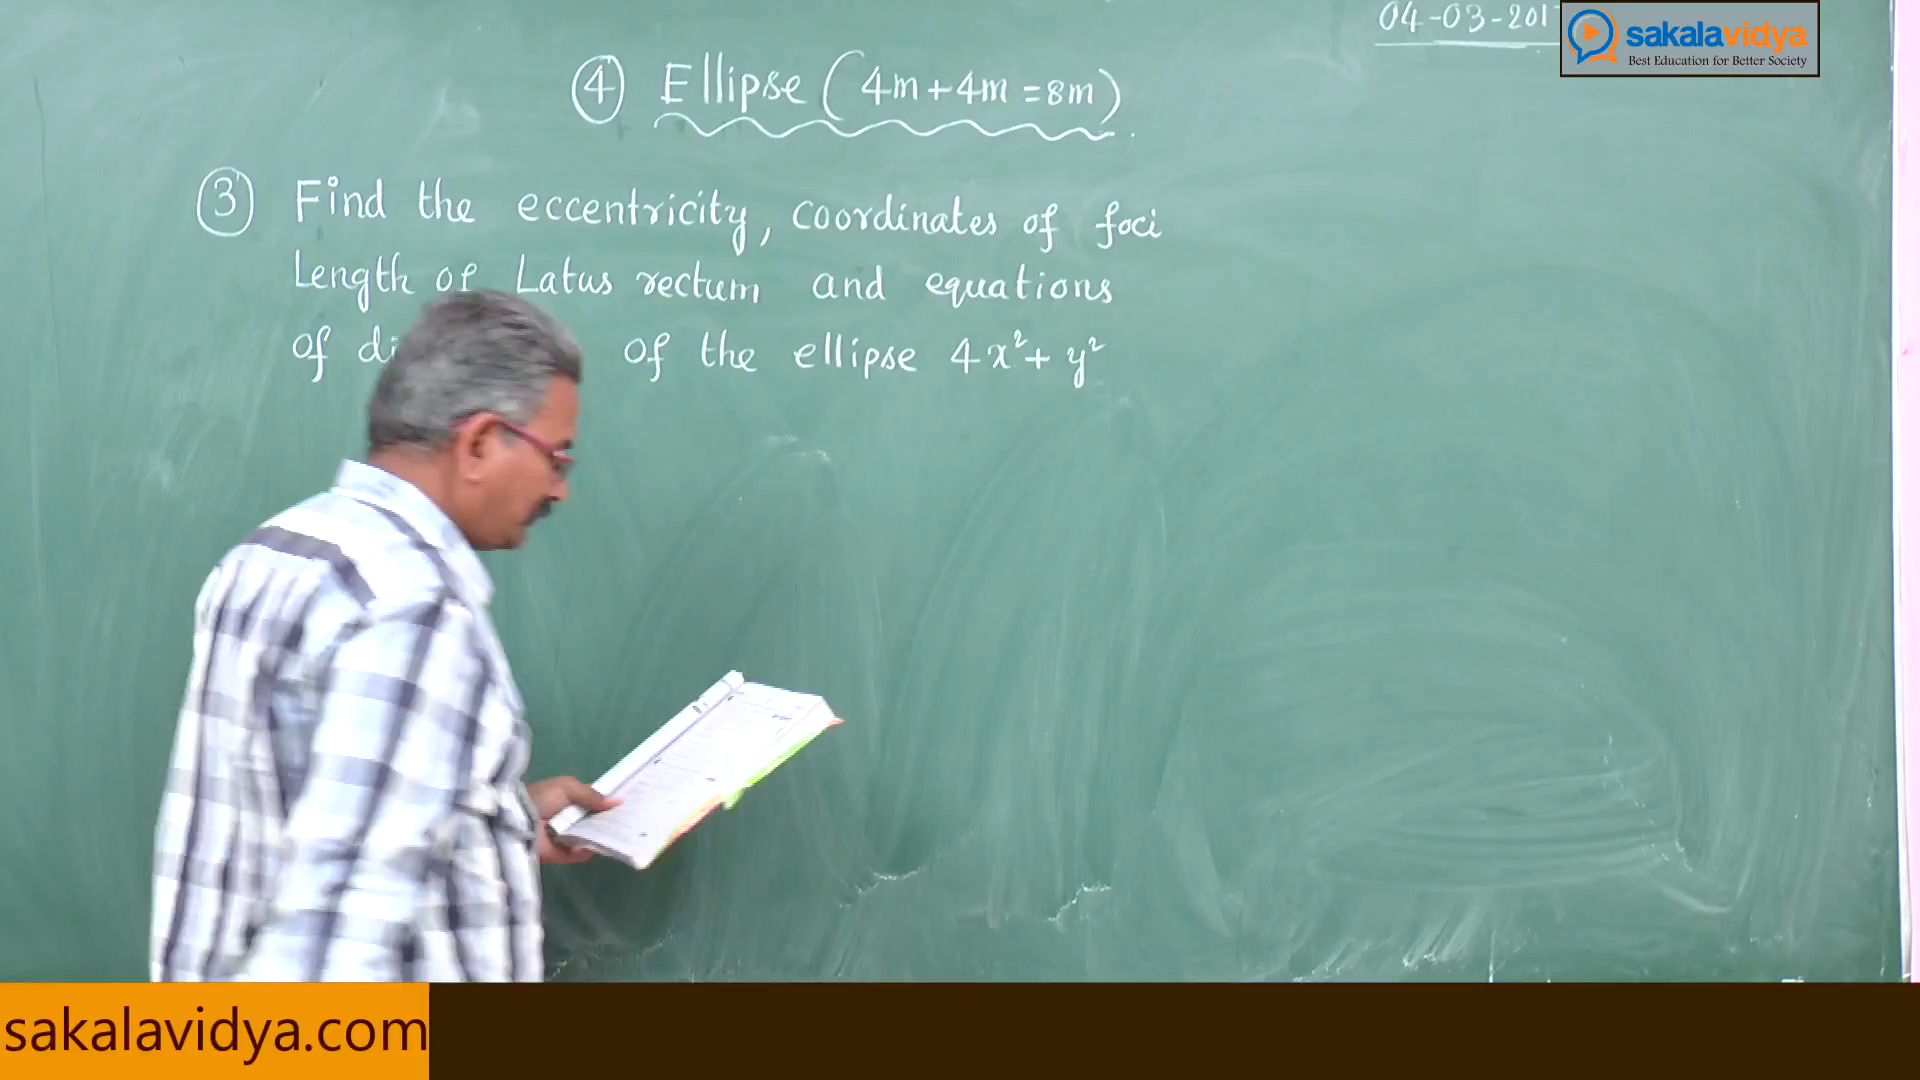 04-03-201
sakalavidya
Best Education for Better Society
④ Ellipse (4m+4m=8m)
③ Find the eccentricity, coordinates of foci
Length of Latus rectum and equations
of of the ellipse 4x²+ y²
sakalavidya.com